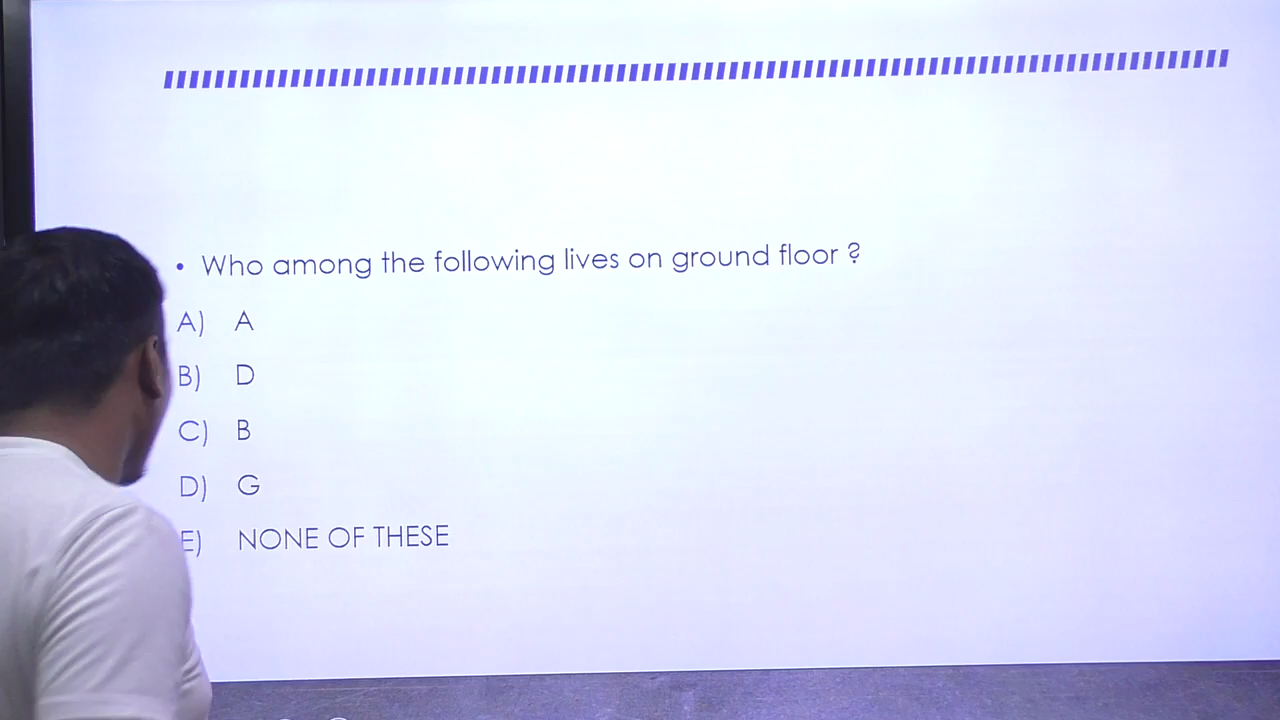 • Who among the following lives on ground floor ?
A) A
B) D
C) B
D) G
E) NONE OF THESE